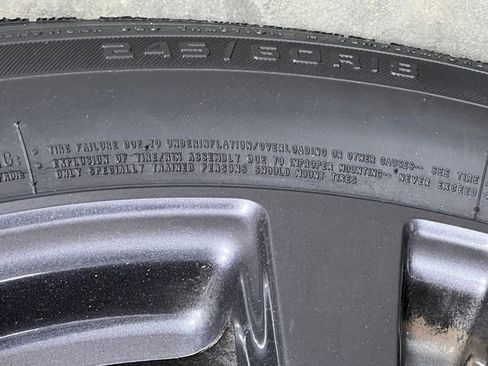 245/60R18
• TIRE FAILURE DUE TO UNDERINFLATION/OVERLOADING OR OTHER CAUSES-- SEE TIRE
• EXPLOSION OF TIRE/RIM ASSEMBLY DUE TO IMPROPER MOUNTING-- NEVER EXCEED
ONLY SPECIALLY TRAINED PERSONS SHOULD MOUNT TIRES